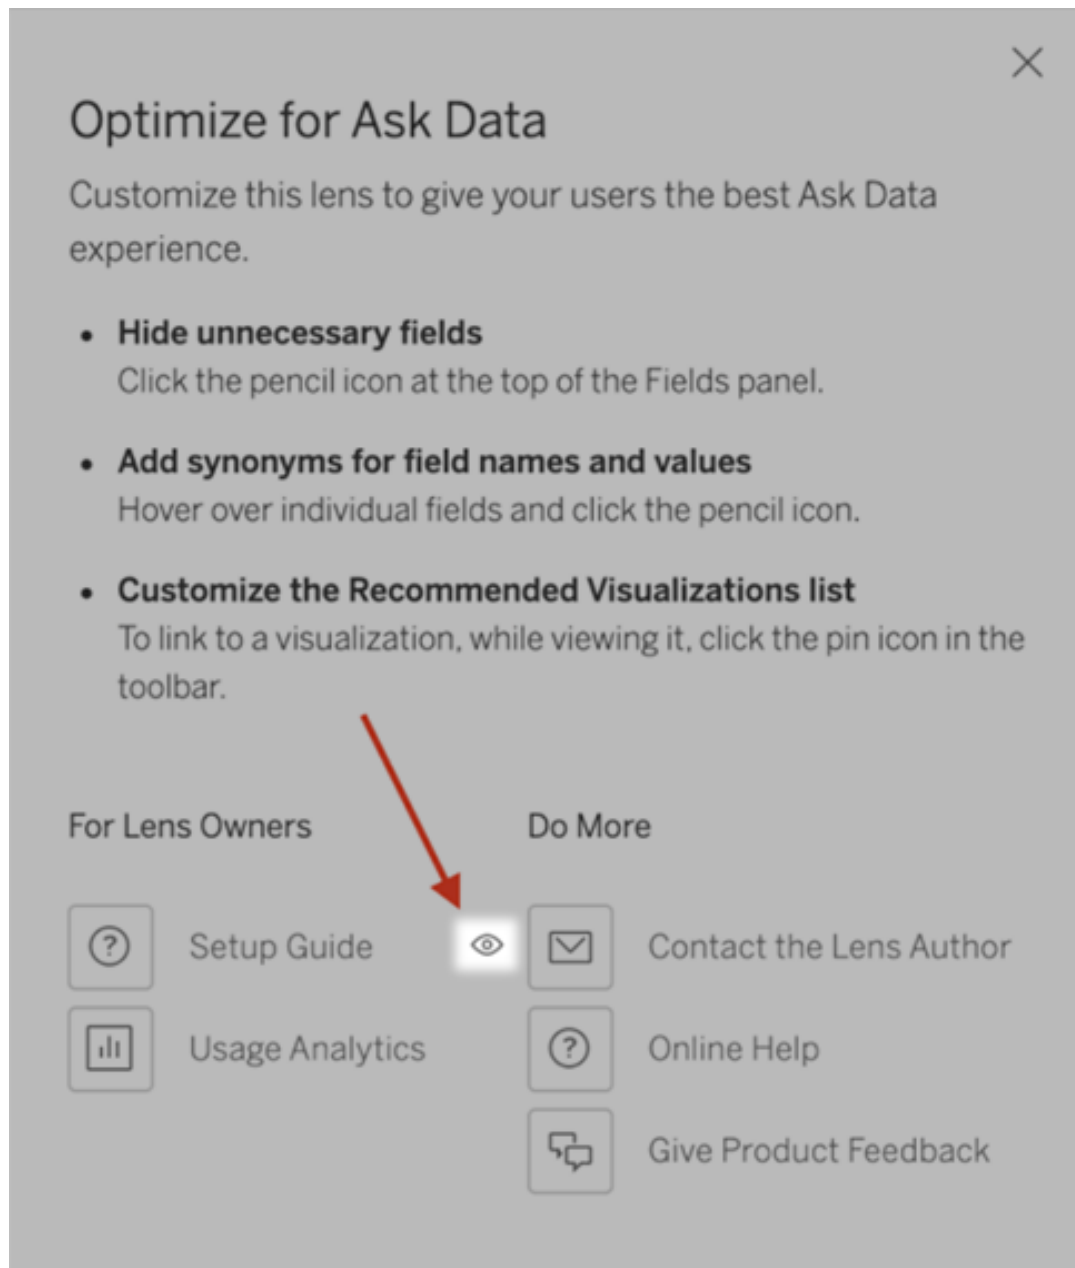 Optimize for Ask Data
Customize this lens to give your users the best Ask Data
experience.
• Hide unnecessary fields
Click the pencil icon at the top of the Fields panel.
• Add synonyms for field names and values
Hover over individual fields and click the pencil icon.
• Customize the Recommended Visualizations list
To link to a visualization, while viewing it, click the pin icon in the
toolbar.
For Lens Owners
Setup Guide
Usage Analytics
Do More
Contact the Lens Author
Online Help
Give Product Feedback